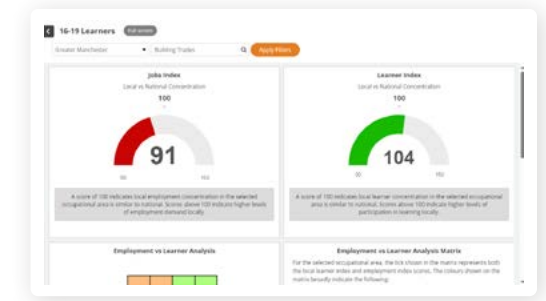 16-19 Learners
Full screen
Greater Manchester
Building Trades
Apply Filters
Jobs Index
Local vs National Concentration
100
91
Learner Index
Local vs National Concentration
100
104
A score of 100 indicates local employment concentration in the selected
occupational area is similar to national. Scores above 100 indicate higher levels
of employment demand locally.
A score of 100 indicates local learner concentration in the selected occupational
area is similar to national. Scores above 100 indicate higher levels of
participation in learning locally.
Employment vs Learner Analysis
Employment vs Learner Analysis Matrix
For the selected occupational area, the tick shown in the matrix represents both
the local learner index and employment index scores. The colours shown on the
matrix broadly indicate the following: